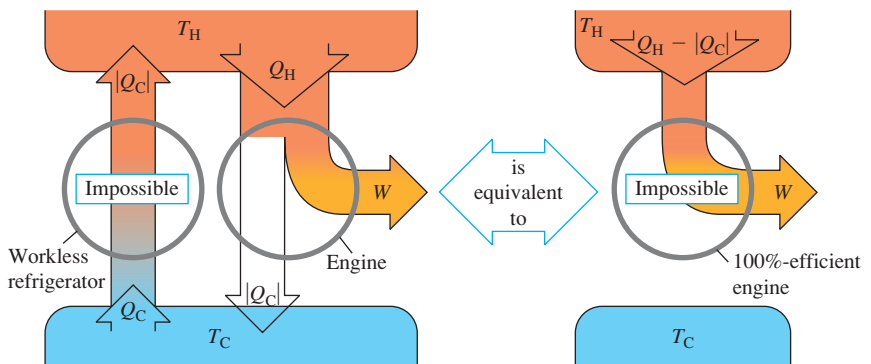 T_H
|Q_C|
Q_H
Impossible
W
Workless
refrigerator
Engine
Q_C
|Q_C|
T_C
is
equivalent
to
T_H
Q_H − |Q_C|
Impossible
W
100%-efficient
engine
T_C